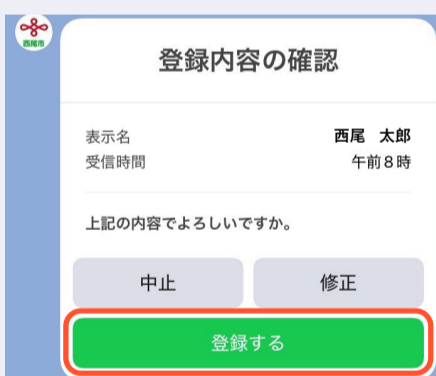 西尾市
登録内容の確認
表示名 西尾 太郎
受信時間 午前8時
上記の内容でよろしいですか。
中止 修正
登録する